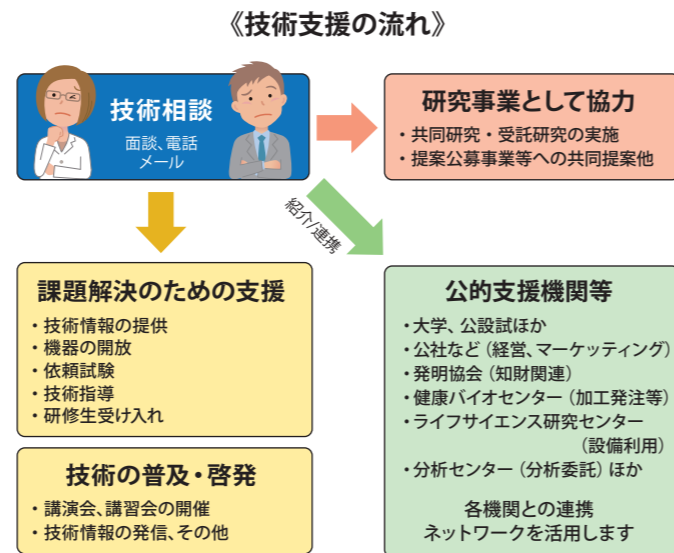 《技術支援の流れ》
技術相談
面談、電話
メール
研究事業として協力
・共同研究・受託研究の実施
・提案公募事業等への共同提案他
紹介/連携
課題解決のための支援
・技術情報の提供
・機器の開放
・依頼試験
・技術指導
・研修生受け入れ
技術の普及・啓発
・講演会、講習会の開催
・技術情報の発信、その他
公的支援機関等
・大学、公設試ほか
・公社など（経営、マーケッティング）
・発明協会（知財関連）
・健康バイオセンター（加工発注等）
・ライフサイエンス研究センター
（設備利用）
・分析センター（分析委託）ほか
各機関との連携
ネットワークを活用します